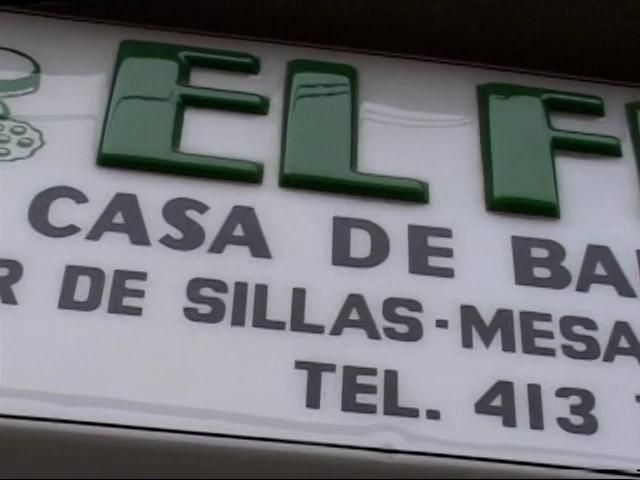 EL F
CASA DE BA
R DE SILLAS-MESA
TEL. 413